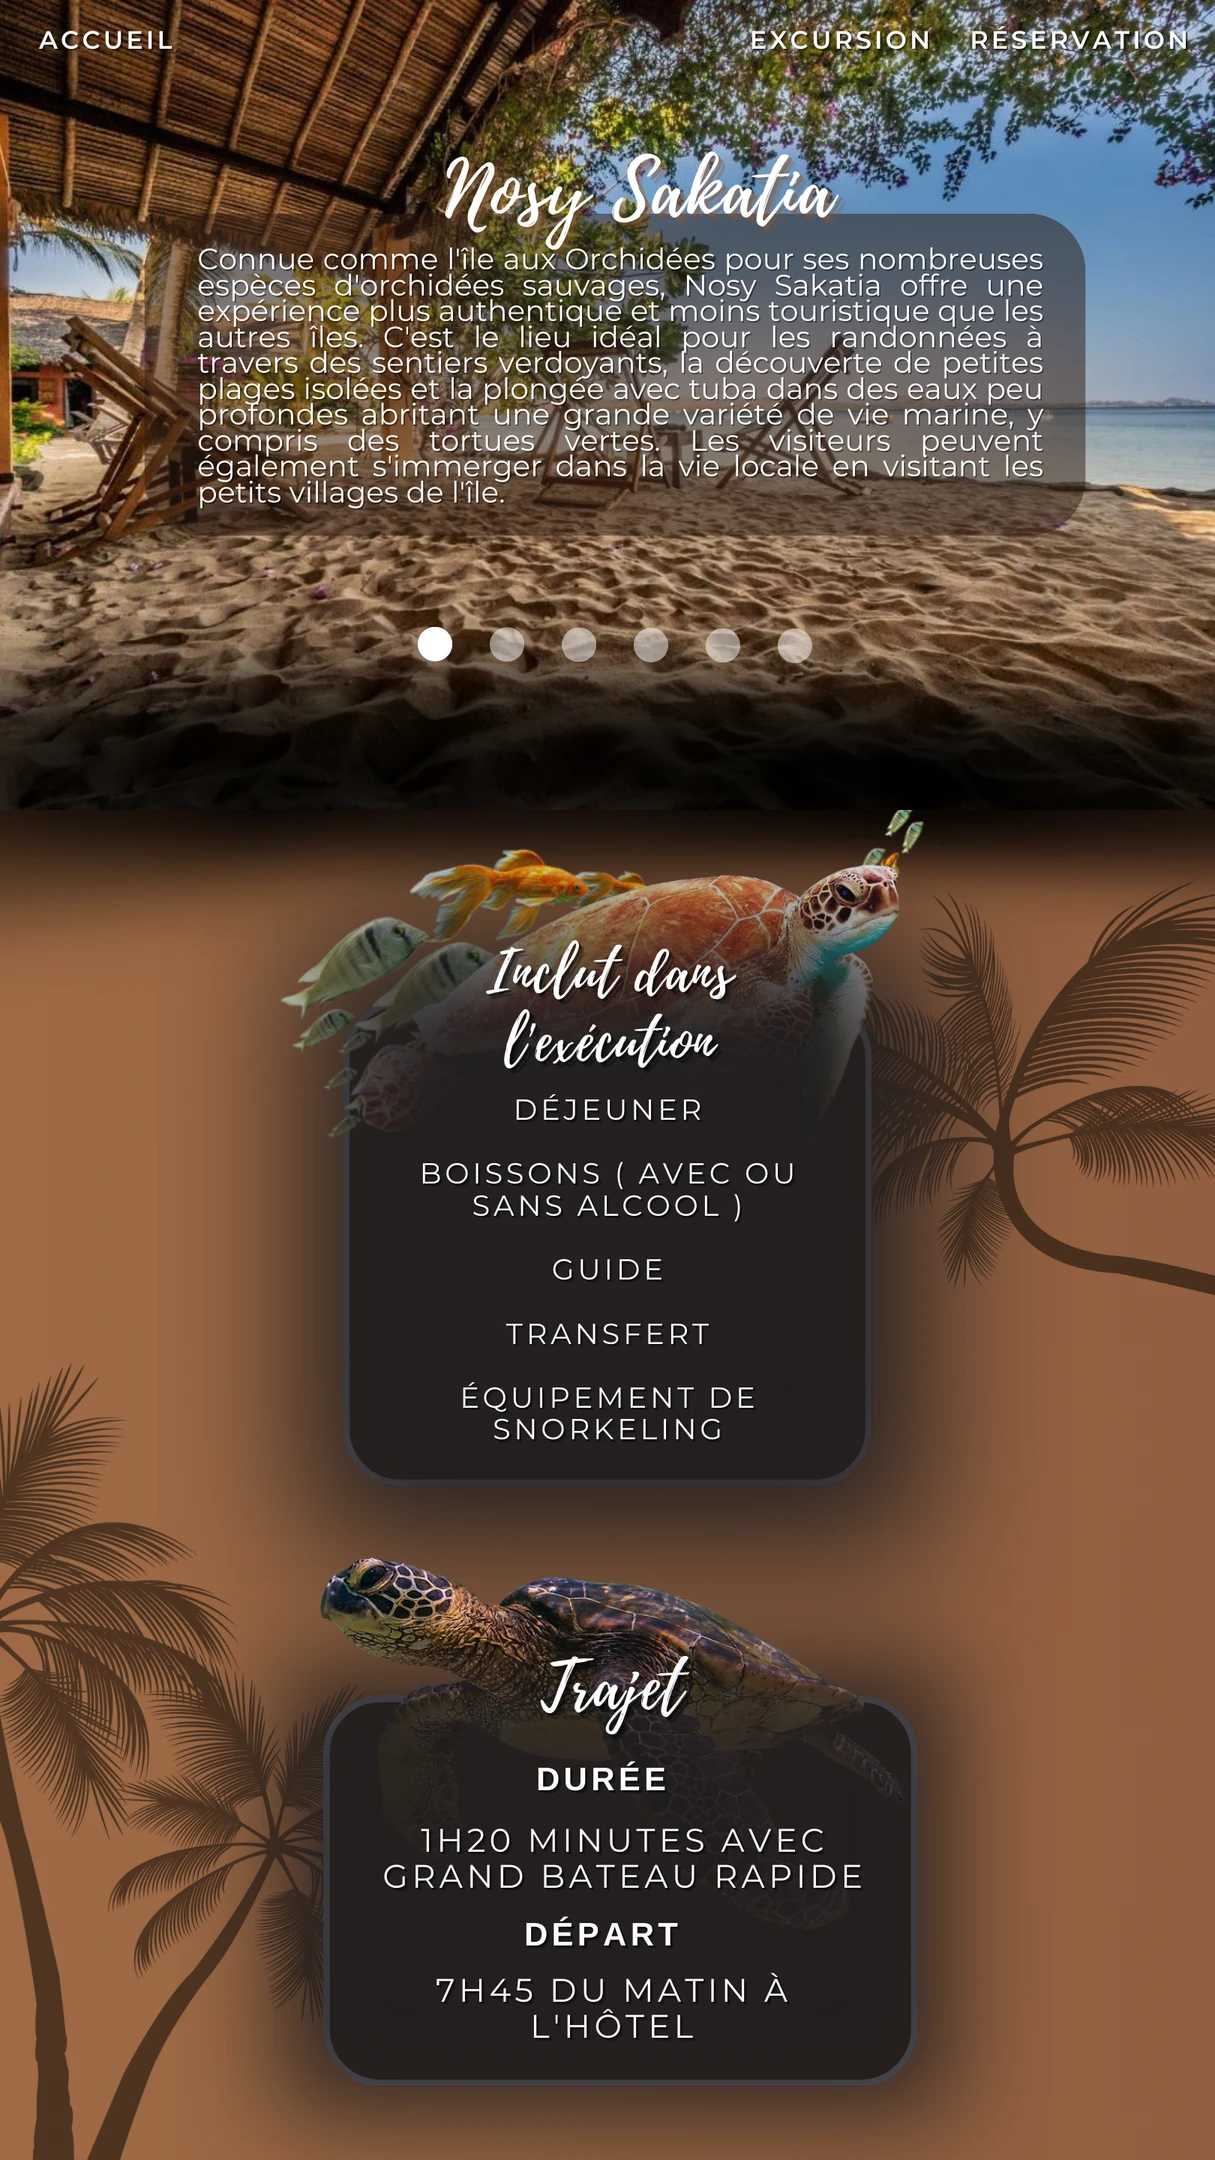 ACCUEIL EXCURSION RÉSERVATION
Nosy Sakatia
Connue comme l'île aux Orchidées pour ses nombreuses
espèces d'orchidées sauvages, Nosy Sakatia offre une
expérience plus authentique et moins touristique que les
autres îles. C'est le lieu idéal pour les randonnées à
travers des sentiers verdoyants, la découverte de petites
plages isolées et la plongée avec tuba dans des eaux peu
profondes abritant une grande variété de vie marine, y
compris des tortues vertes. Les visiteurs peuvent
également s'immerger dans la vie locale en visitant les
petits villages de l'île.
Inclut dans
l'exécution
DÉJEUNER
BOISSONS ( AVEC OU
SANS ALCOOL )
GUIDE
TRANSFERT
ÉQUIPEMENT DE
SNORKELING
Trajet
DURÉE
1H20 MINUTES AVEC
GRAND BATEAU RAPIDE
DÉPART
7H45 DU MATIN À
L'HÔTEL